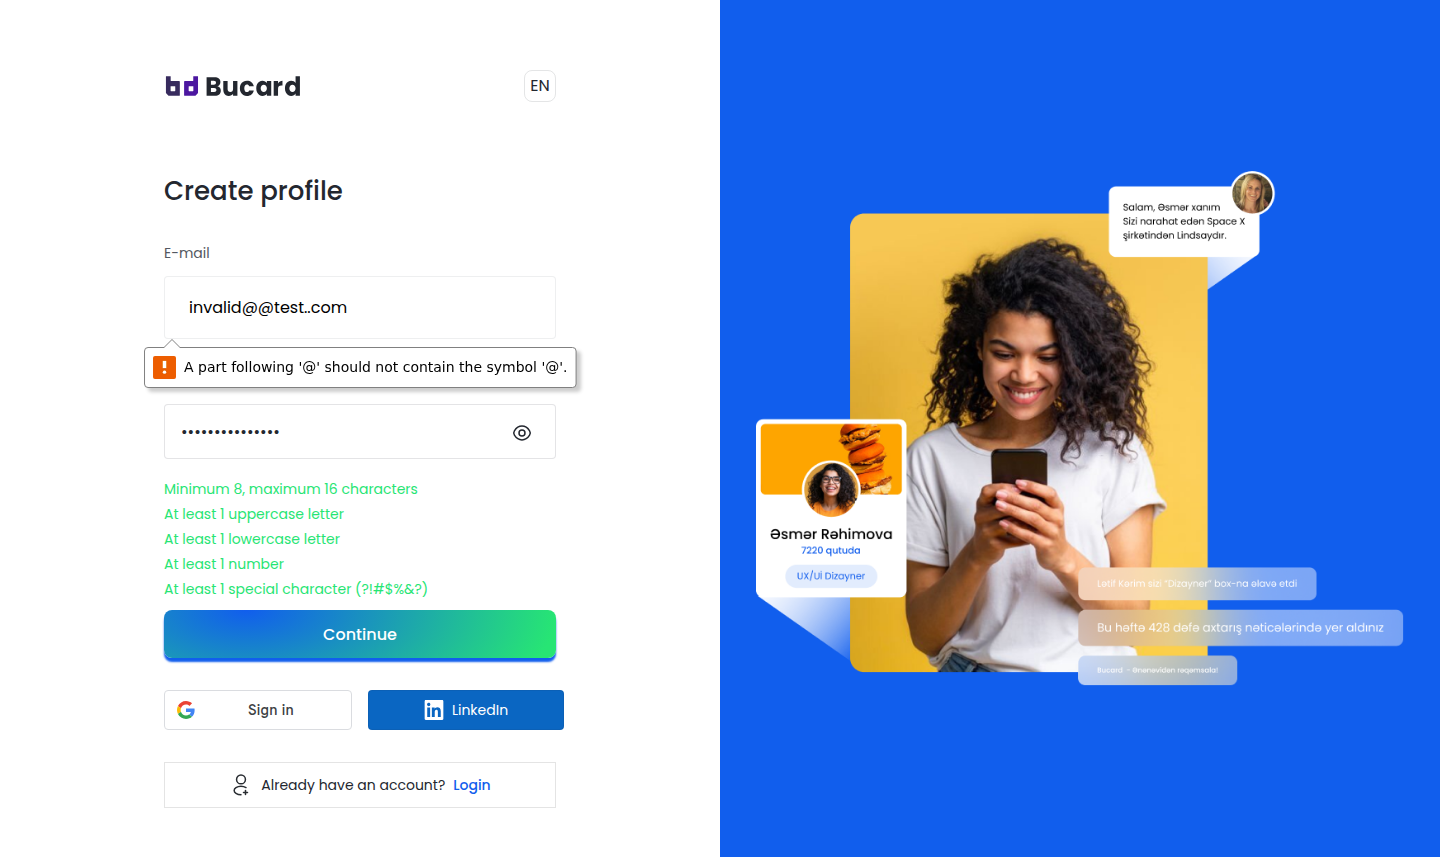 bd Bucard
EN
Create profile
E-mail
invalid@@test..com
A part following '@' should not contain the symbol '@'.
•••••••••••••••
Minimum 8, maximum 16 characters
At least 1 uppercase letter
At least 1 lowercase letter
At least 1 number
At least 1 special character (?!#$%&?)
Continue
Sign in
LinkedIn
Already have an account? Login
Salam, Əsmər xanım
Sizi narahat edən Space X
şirkətindən Lindsaydır.
Əsmər Rəhimova
7220 qutuda
UX/Uİ Dizayner
Lətif Kərim sizi “Dizayner” box-na əlavə etdi
Bu həftə 428 dəfə axtarış nəticələrində yer aldınız
Bucard - Ənənəvidən rəqəmsala!